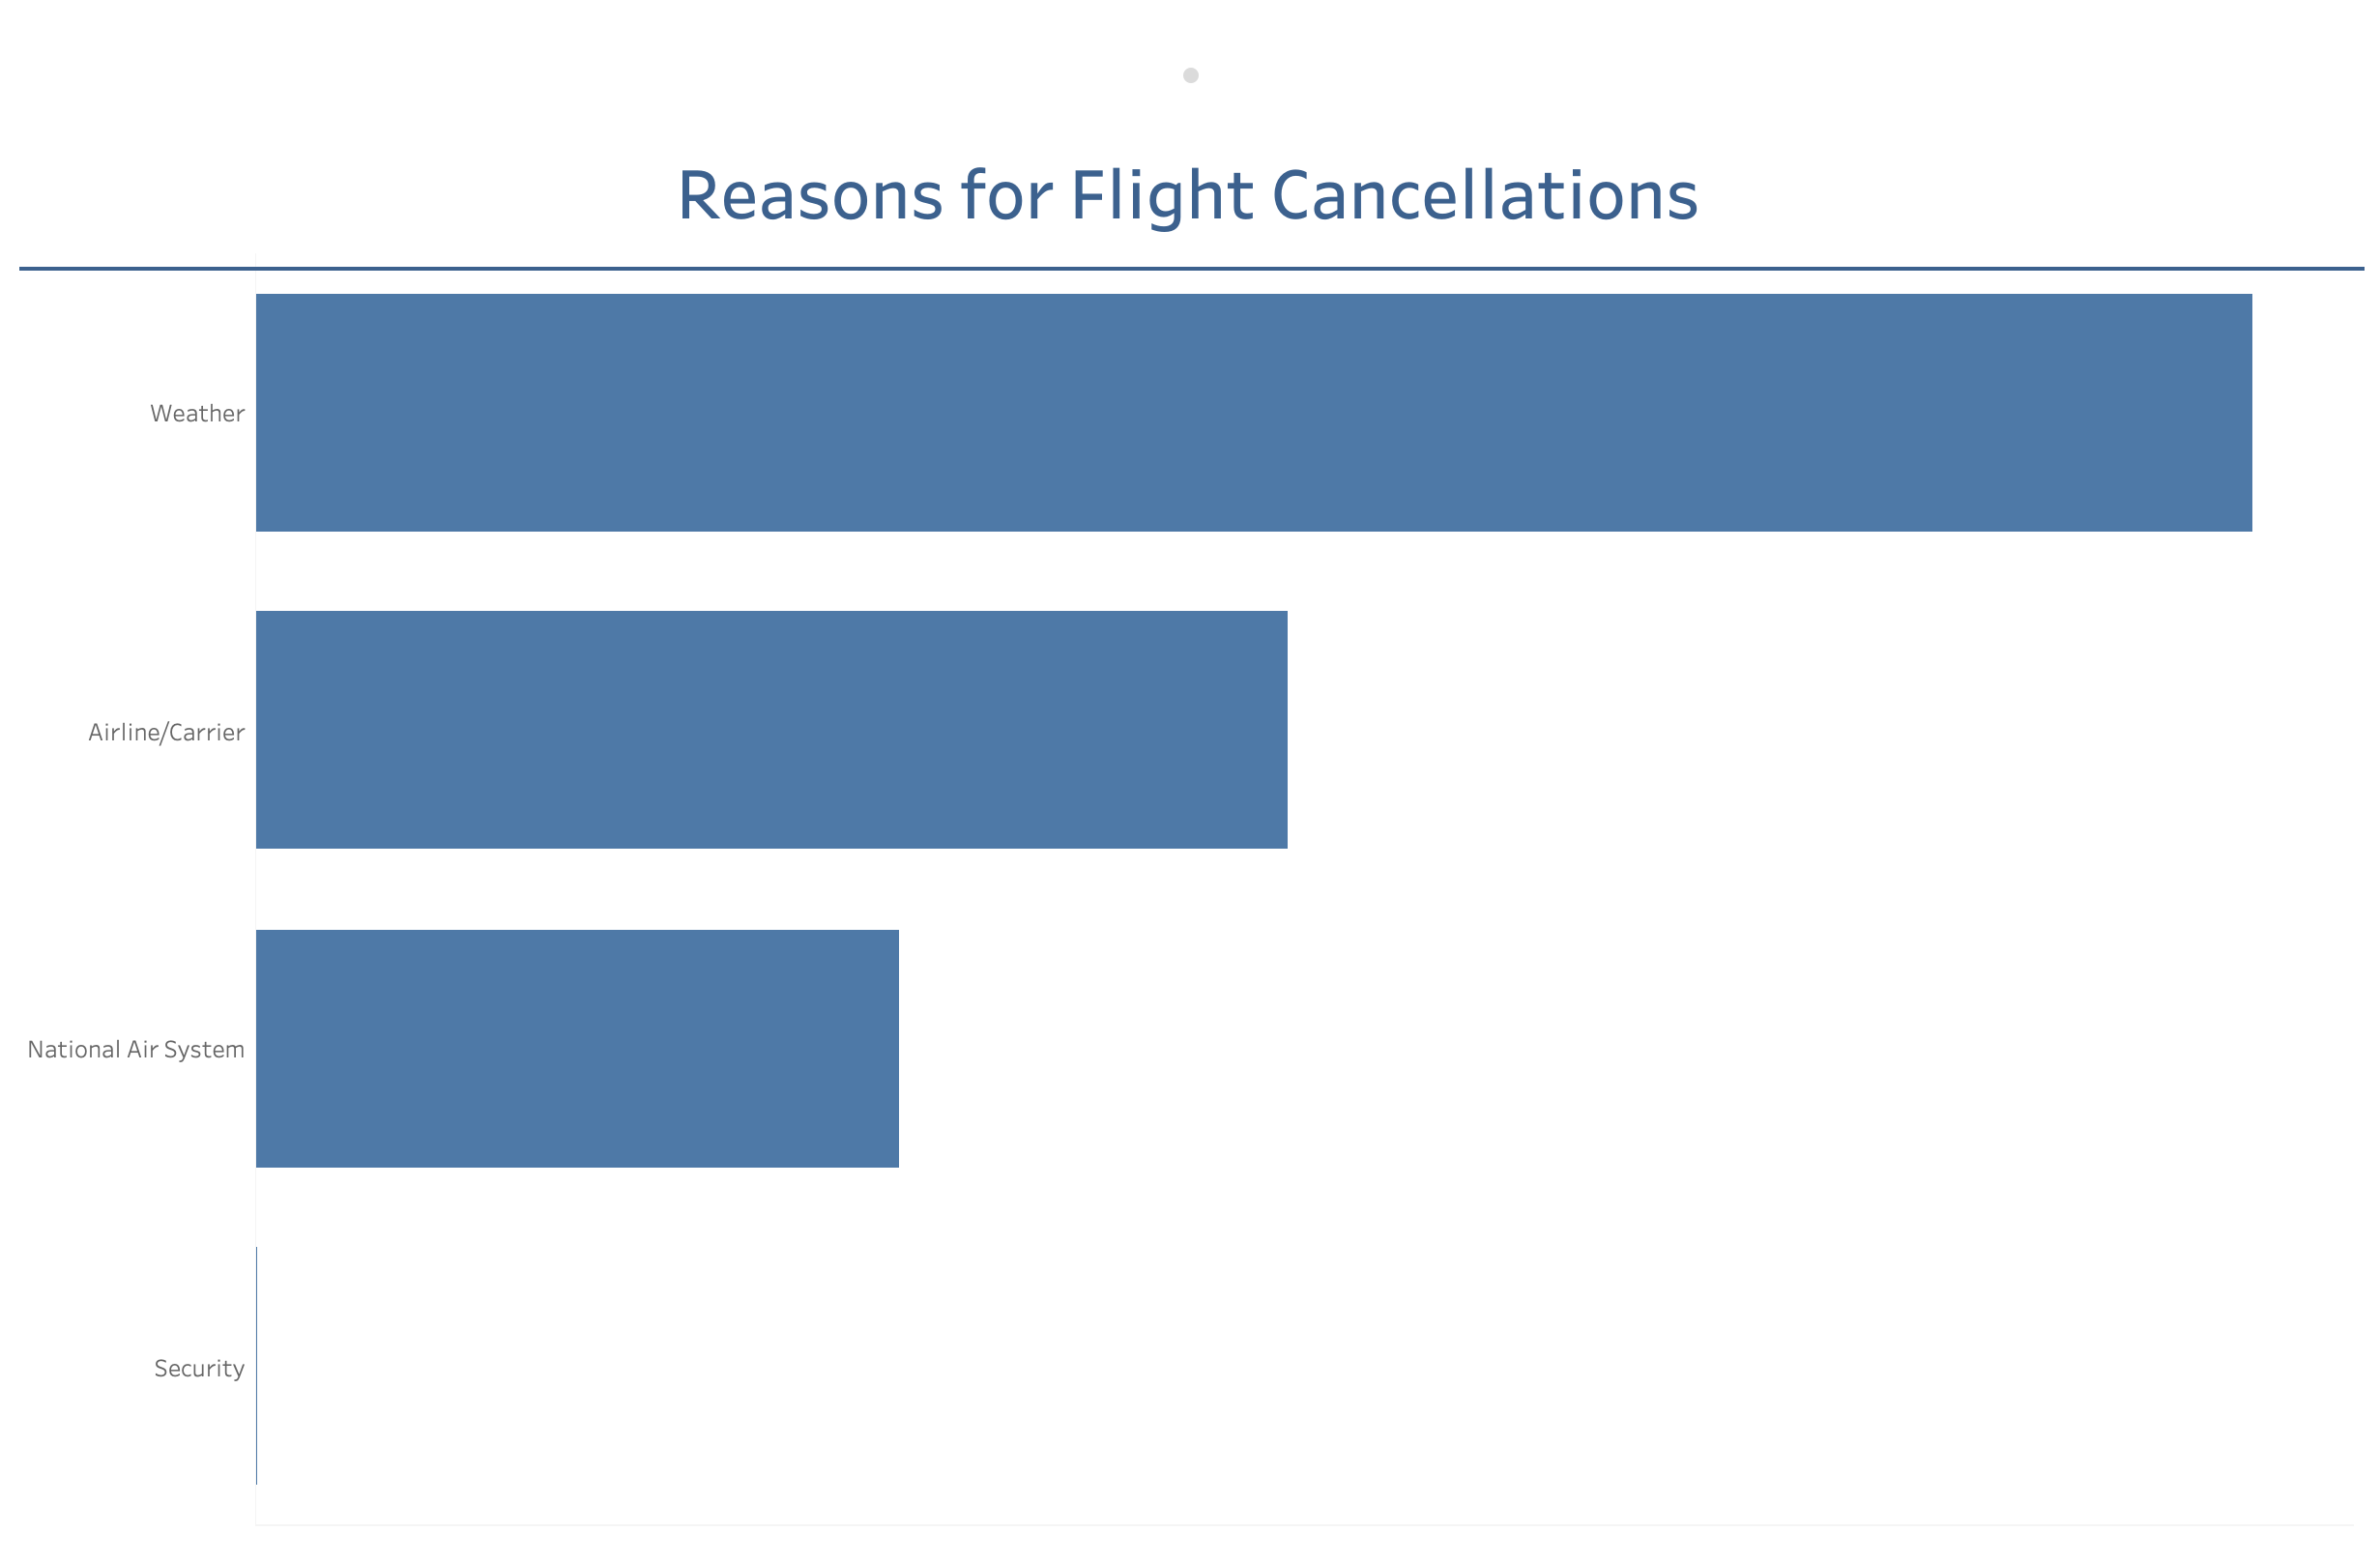 Reasons for Flight Cancellations
Weather
Airline/Carrier
National Air System
Security